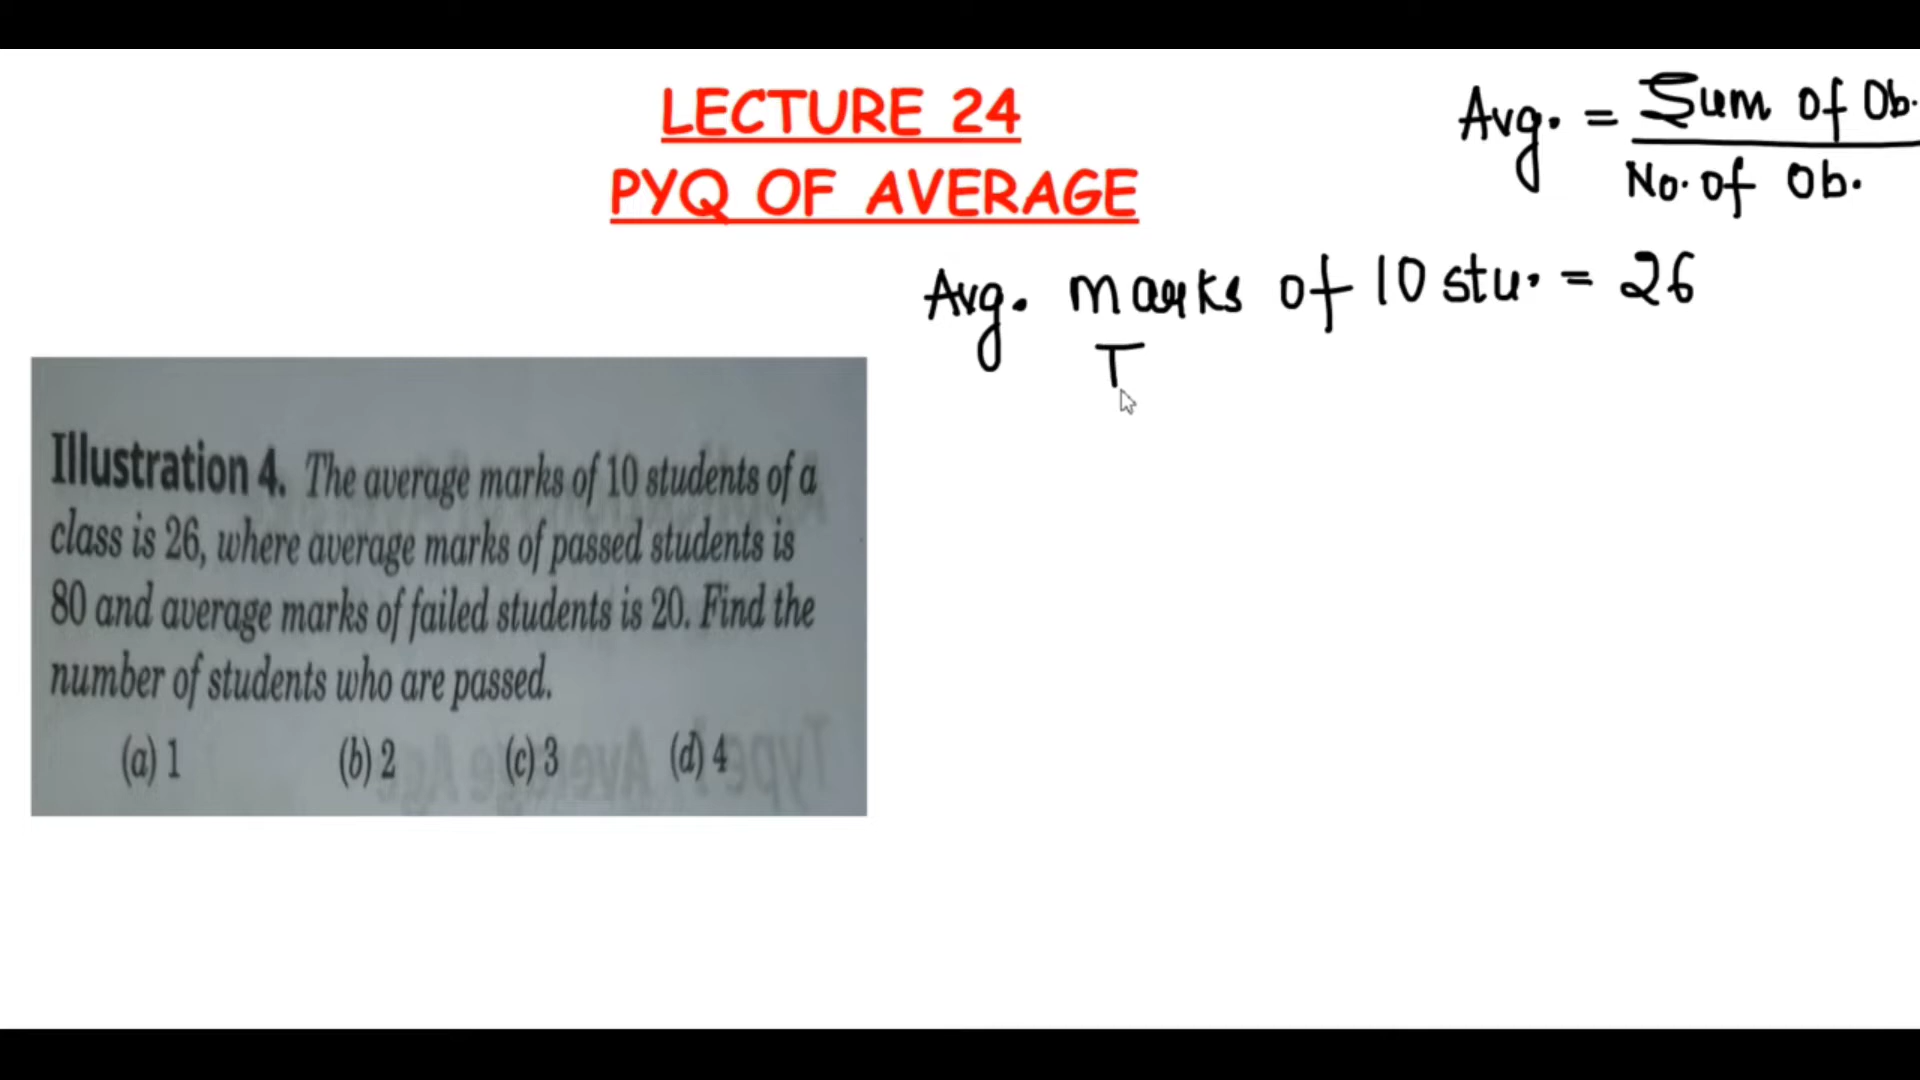 LECTURE 24
PYQ OF AVERAGE
Avg. = Sum of Ob.
No. of Ob.
Avg. marks of 10 stu. = 26
T
Illustration 4. The average marks of 10 students of a
class is 26, where average marks of passed students is
80 and average marks of failed students is 20. Find the
number of students who are passed.
(a) 1 (b) 2 (c) 3 (d) 4